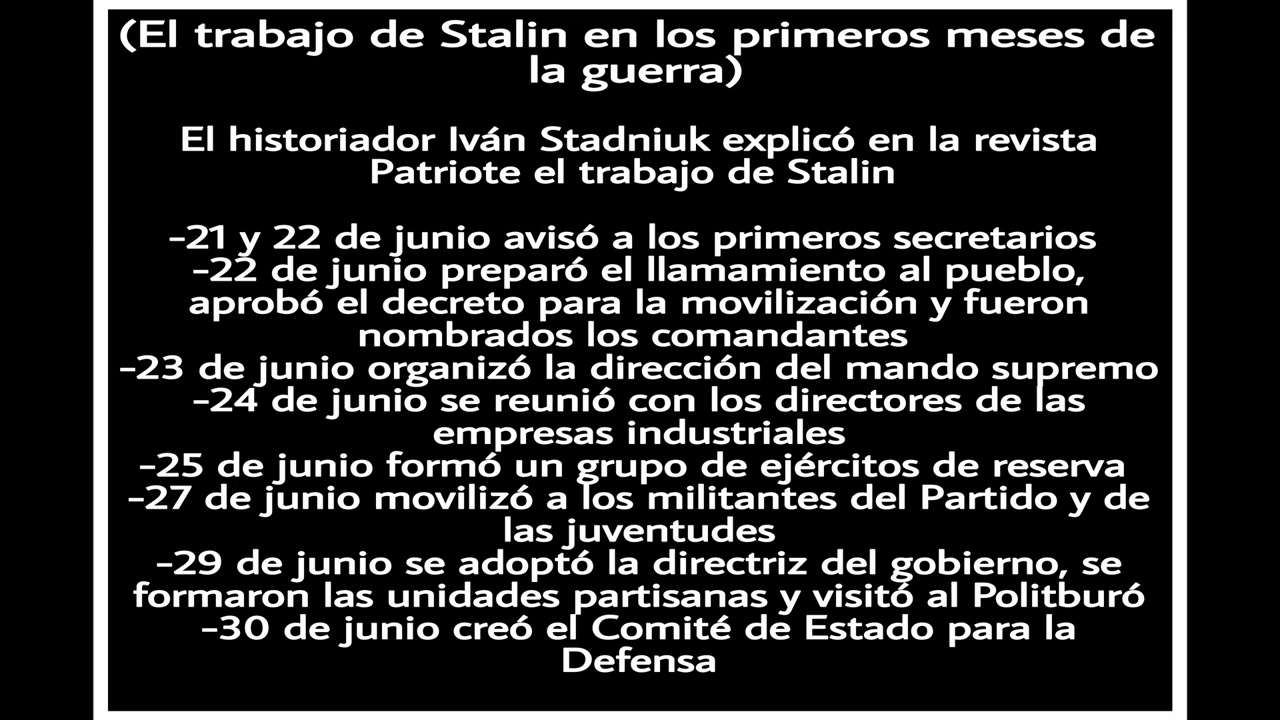 (El trabajo de Stalin en los primeros meses de
la guerra)
El historiador Iván Stadniuk explicó en la revista
Patriote el trabajo de Stalin
-21 y 22 de junio avisó a los primeros secretarios
-22 de junio preparó el llamamiento al pueblo,
aprobó el decreto para la movilización y fueron
nombrados los comandantes
-23 de junio organizó la dirección del mando supremo
-24 de junio se reunió con los directores de las
empresas industriales
-25 de junio formó un grupo de ejércitos de reserva
-27 de junio movilizó a los militantes del Partido y de
las juventudes
-29 de junio se adoptó la directriz del gobierno, se
formaron las unidades partisanas y visitó al Politburó
-30 de junio creó el Comité de Estado para la
Defensa